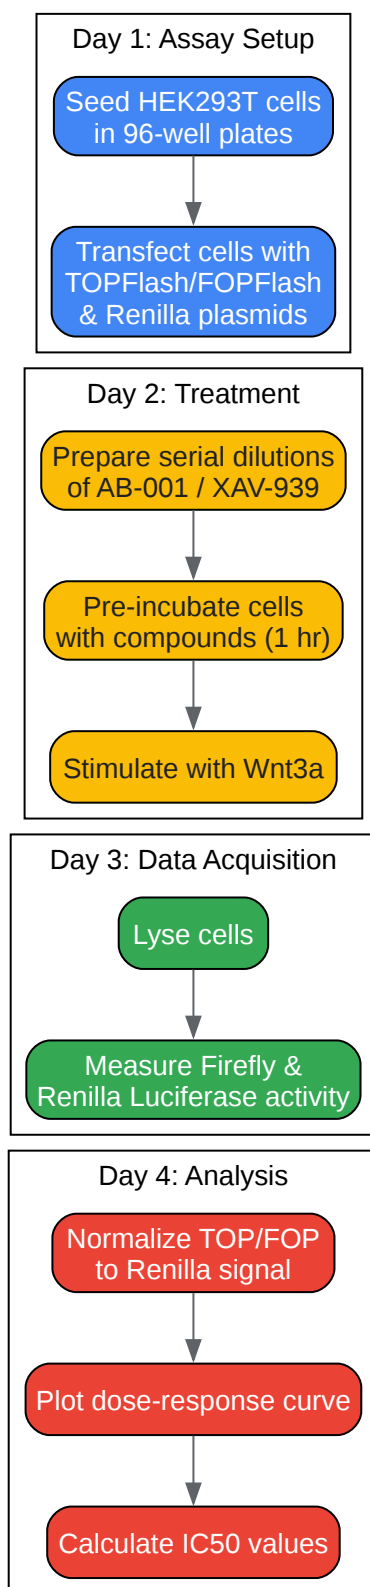 Day 1: Assay Setup
Seed HEK293T cells
in 96-well plates
Transfect cells with
TOPFlash/FOPFlash
& Renilla plasmids
Day 2: Treatment
Prepare serial dilutions
of AB-001 / XAV-939
Pre-incubate cells
with compounds (1 hr)
Stimulate with Wnt3a
Day 3: Data Acquisition
Lyse cells
Measure Firefly &
Renilla Luciferase activity
Day 4: Analysis
Normalize TOP/FOP
to Renilla signal
Plot dose-response curve
Calculate IC50 values